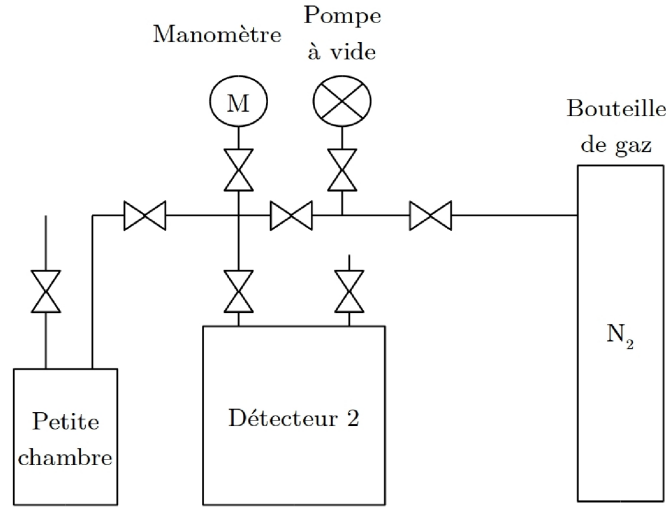 Pompe
à vide
Manomètre
M
Bouteille
de gaz
N₂
Petite
chambre
Détecteur 2